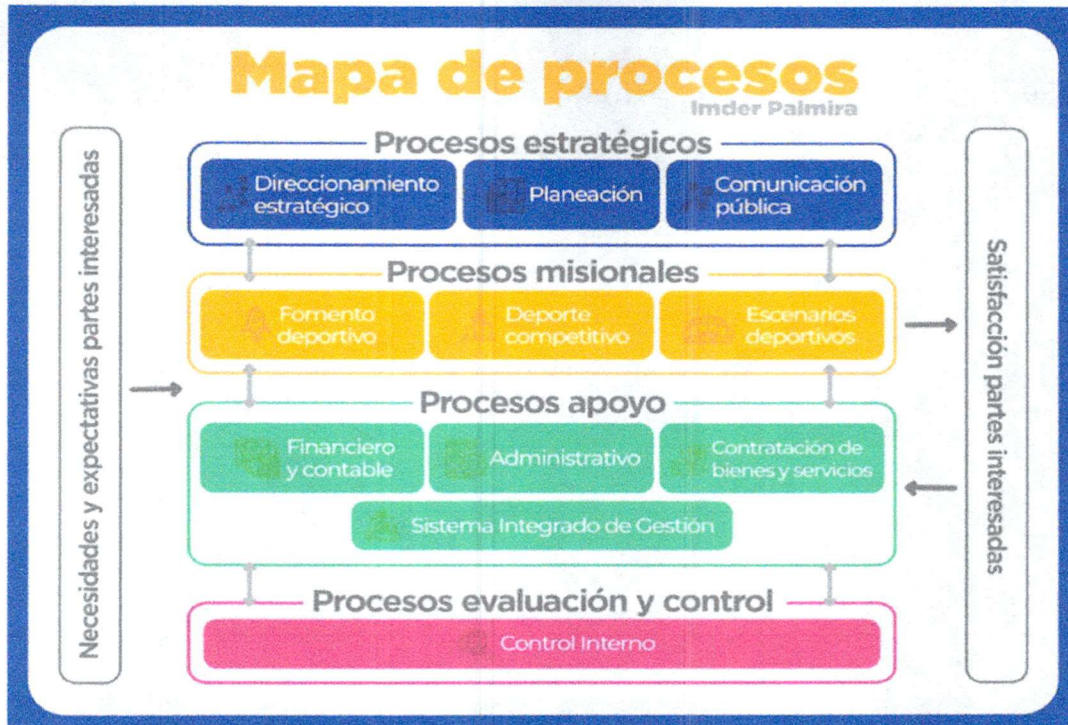 Mapa de procesos
Imder Palmira
Necesidades y expectativas partes interesadas
Procesos estratégicos
Direccionamiento
estratégico
Planeación
Comunicación
pública
Procesos misionales
Fomento
deportivo
Deporte
competitivo
Escenarios
deportivos
Procesos apoyo
Financiero
y contable
Administrativo
Contratación de
bienes y servicios
Sistema Integrado de Gestión
Procesos evaluación y control
Control Interno
Satisfacción partes interesadas